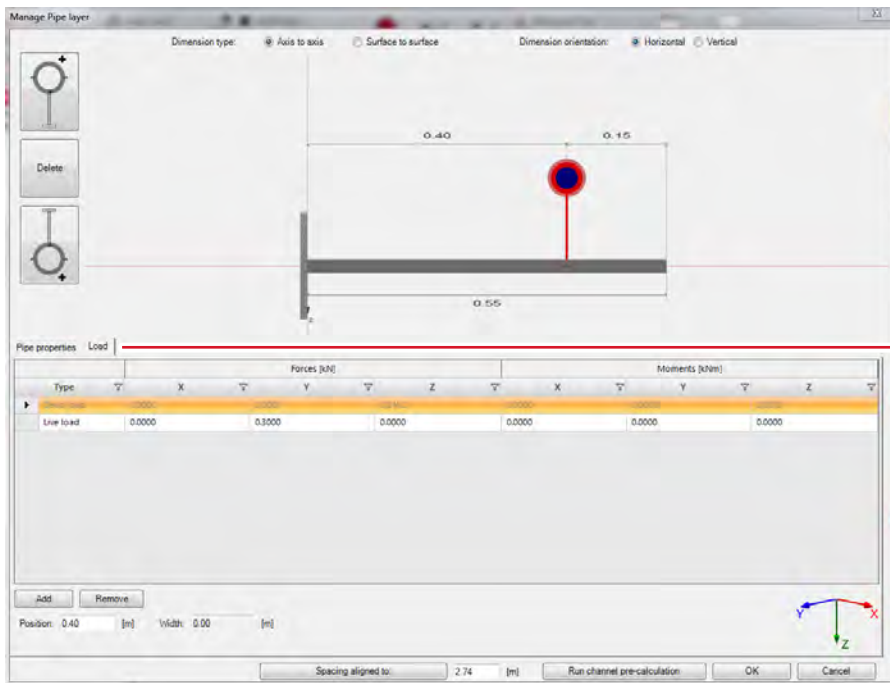 Manage Pipe layer
Dimension type: Axis to axis Surface to surface Dimension orientation: Horizontal Vertical
0.40 0.15
Delete
0.55
z
Pipe properties Load
Forces [kN] Moments [kNm]
Type X Y Z X Y Z
Live load 0.0000 0.3000 0.0000 0.0000 0.0000 0.0000
Add Remove
Position: 0.40 [m] Width: 0.00 [m]
Y X
Z
Spacing aligned to: 2.74 [m] Run channel pre-calculation OK Cancel